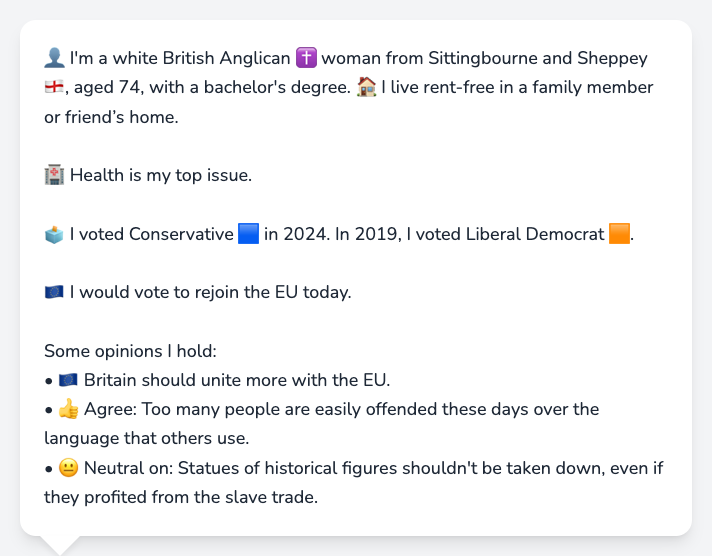 👤 I'm a white British Anglican ✝️ woman from Sittingbourne and Sheppey
🏴󠁧󠁢󠁥󠁮󠁧󠁿, aged 74, with a bachelor's degree. 🏠 I live rent-free in a family member
or friend’s home.
🏥 Health is my top issue.
🗳️ I voted Conservative 🟦 in 2024. In 2019, I voted Liberal Democrat 🟧.
🇪🇺 I would vote to rejoin the EU today.
Some opinions I hold:
• 🇪🇺 Britain should unite more with the EU.
• 👍 Agree: Too many people are easily offended these days over the
language that others use.
• 😐 Neutral on: Statues of historical figures shouldn't be taken down, even if
they profited from the slave trade.